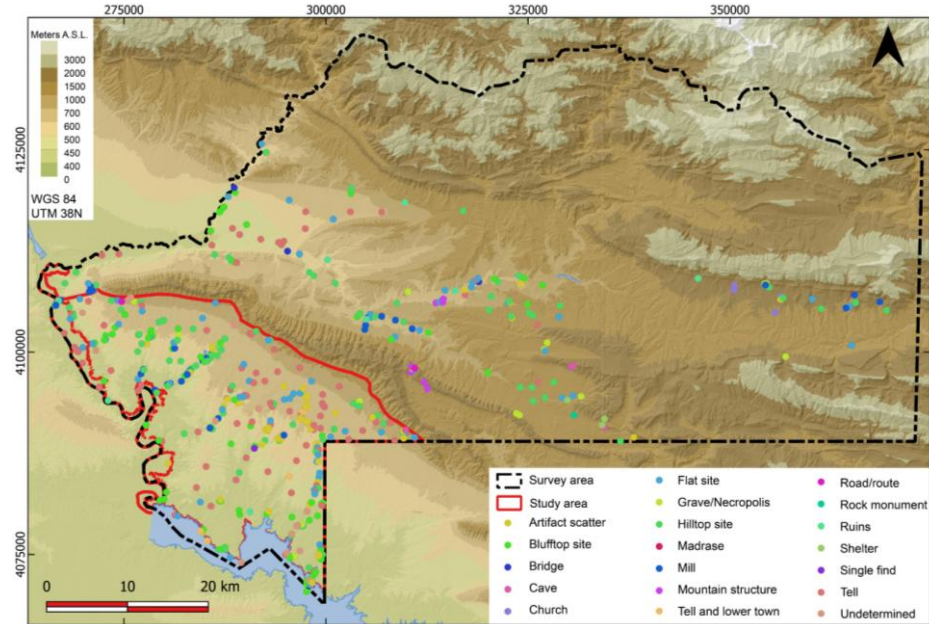 275000 300000 325000 350000
Meters A.S.L.
3000
2000
1500
1000
700
600
500
450
400
0
WGS 84
UTM 38N
4125000
4100000
4075000
0 10 20 km
Survey area
Study area
Artifact scatter
Blufftop site
Bridge
Cave
Church
Flat site
Grave/Necropolis
Hilltop site
Madrase
Mill
Mountain structure
Tell and lower town
Road/route
Rock monument
Ruins
Shelter
Single find
Tell
Undetermined